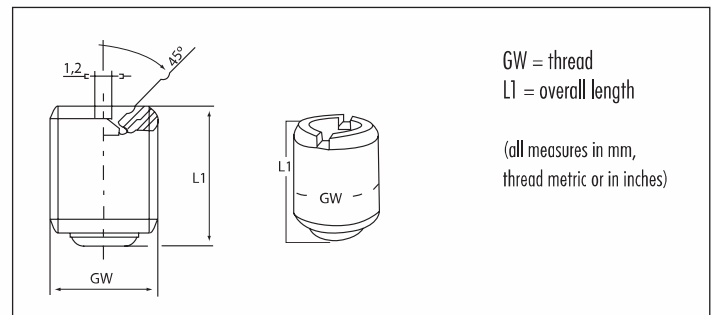 1,2
45°
L1
GW
L1
GW
GW = thread
L1 = overall length
(all measures in mm,
thread metric or in inches)